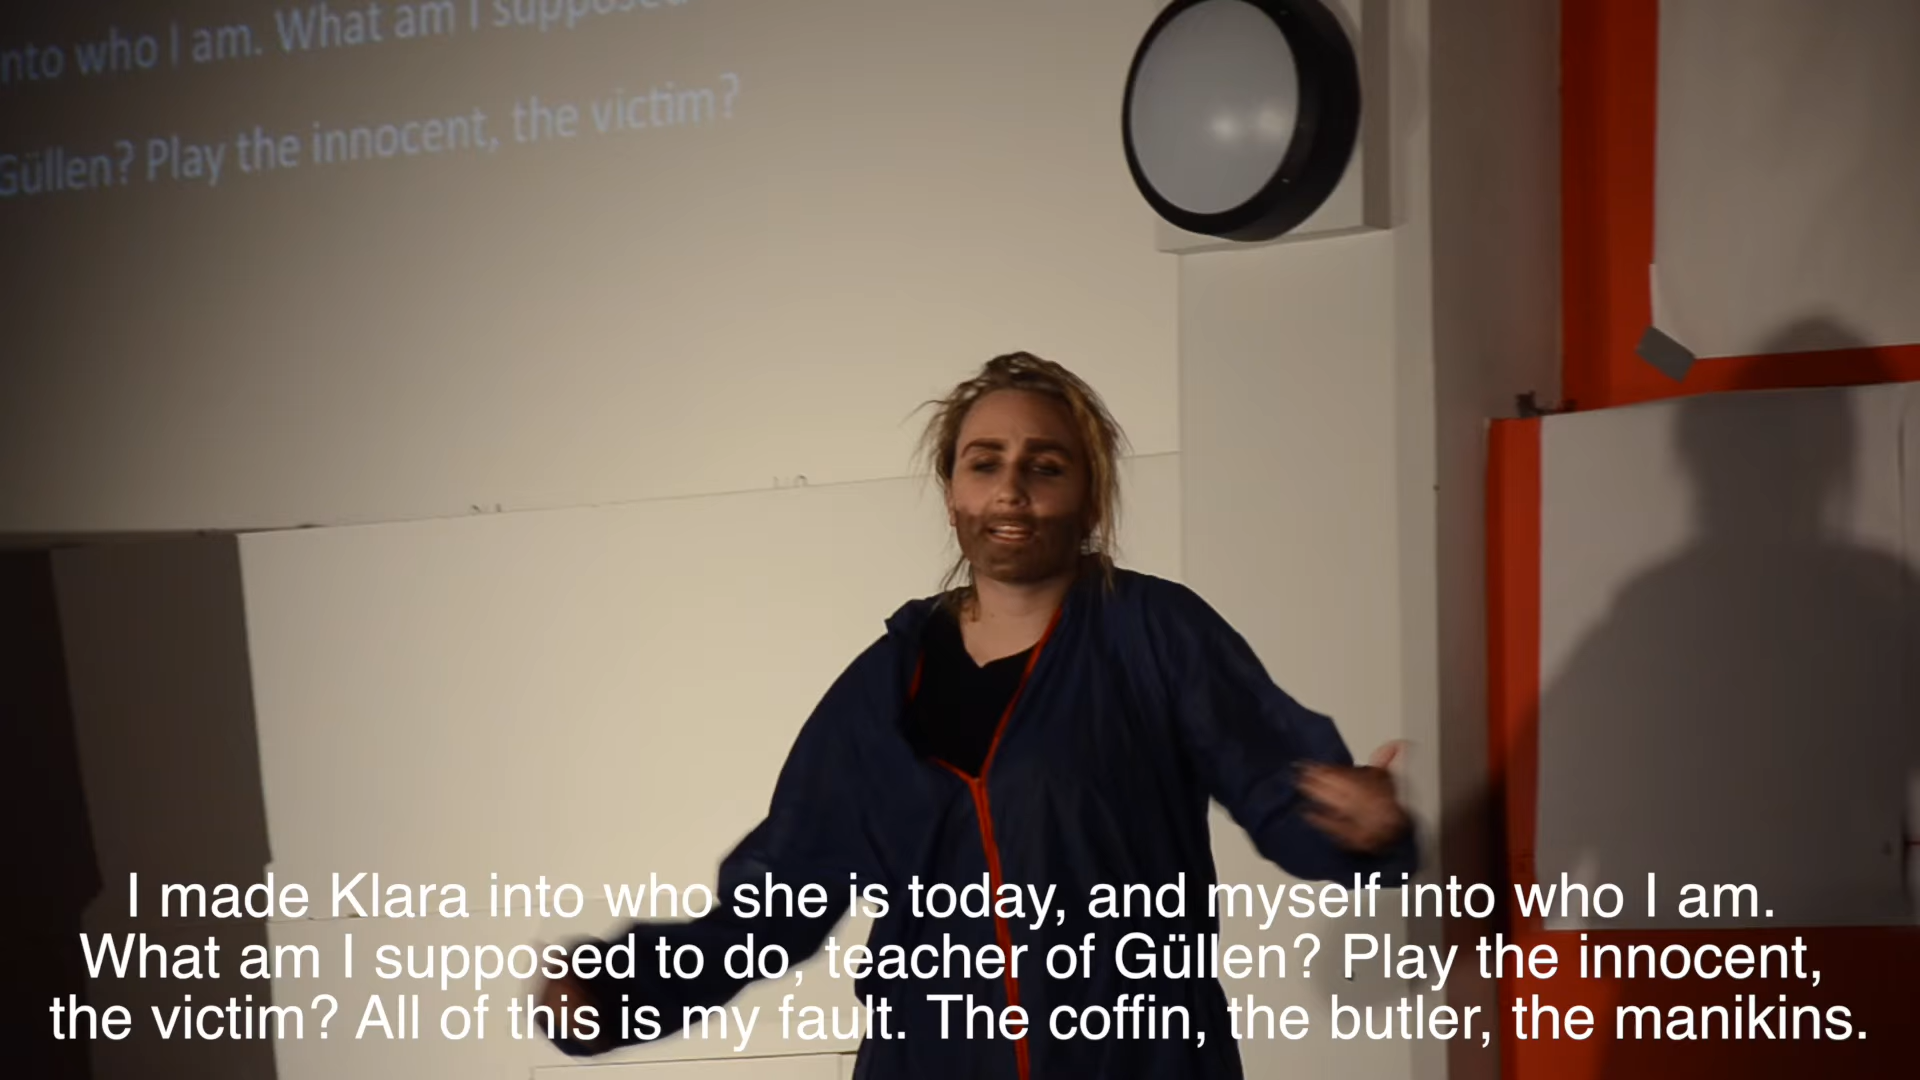 into who I am. What am I supposed
Güllen? Play the innocent, the victim?
I made Klara into who she is today, and myself into who I am.
What am I supposed to do, teacher of Güllen? Play the innocent,
the victim? All of this is my fault. The coffin, the butler, the manikins.